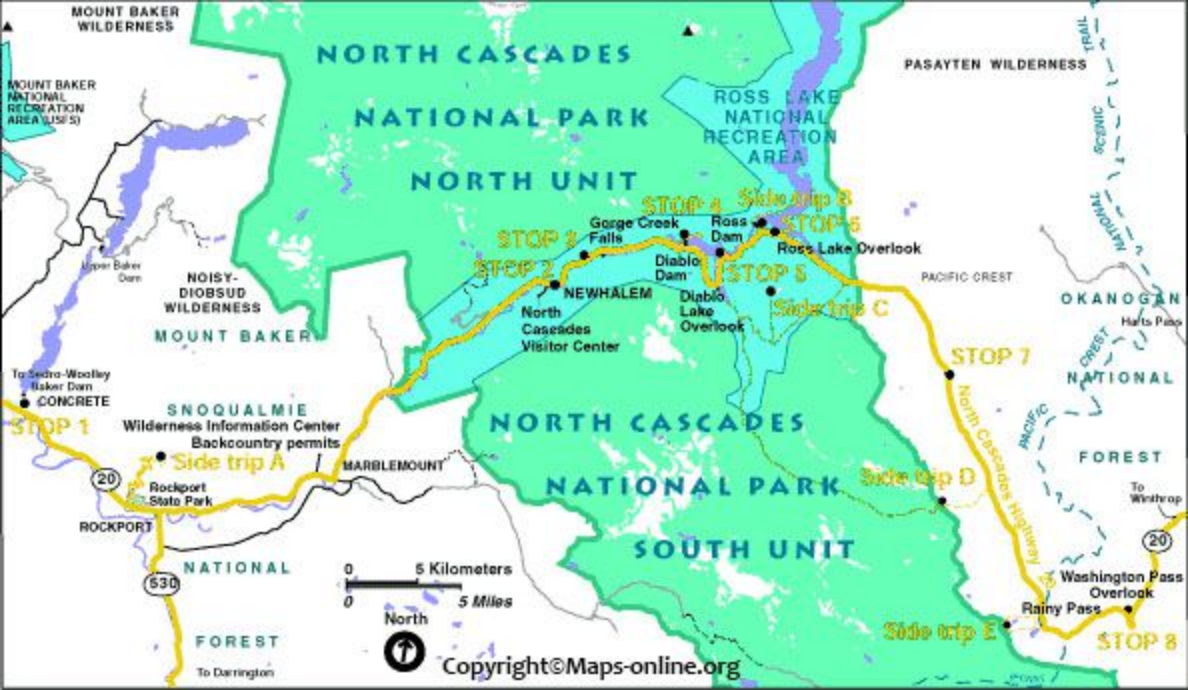 MOUNT BAKER
WILDERNESS
MOUNT BAKER
NATIONAL
RECREATION
AREA (USFS)
NORTH CASCADES
NATIONAL PARK
NORTH UNIT
ROSS LAKE
NATIONAL
RECREATION
AREA
PASAYTEN WILDERNESS
TRAIL
SCENIC
NATIONAL
CREST
PACIFIC
STOP 4
Side trip B
Gorge Creek
Falls
Ross
Dam
STOP 6
Ross Lake Overlook
STOP 3
STOP 2
Diablo
Dam
STOP 5
NEWHALEM
Diablo
Lake
Overlook
Side trip C
North
Cascades
Visitor Center
Upper Baker
Dam
NOISY-
DIOBSUD
WILDERNESS
MOUNT BAKER
PACIFIC CREST
OKANOGAN
Harts Pass
STOP 7
NATIONAL
FOREST
To Sedro-Woolley
Baker Dam
CONCRETE
STOP 1
SNOQUALMIE
Wilderness Information Center
Backcountry permits
Side trip A
MARBLEMOUNT
20
Rockport
State Park
ROCKPORT
NORTH CASCADES
NATIONAL PARK
SOUTH UNIT
North Cascades Highway
Side trip D
To
Winthrop
20
NATIONAL
530
FOREST
To Darrington
0 5 Kilometers
0 5 Miles
North
Washington Pass
Overlook
Rainy Pass
Side trip E
STOP 8
Copyright©Maps-online.org